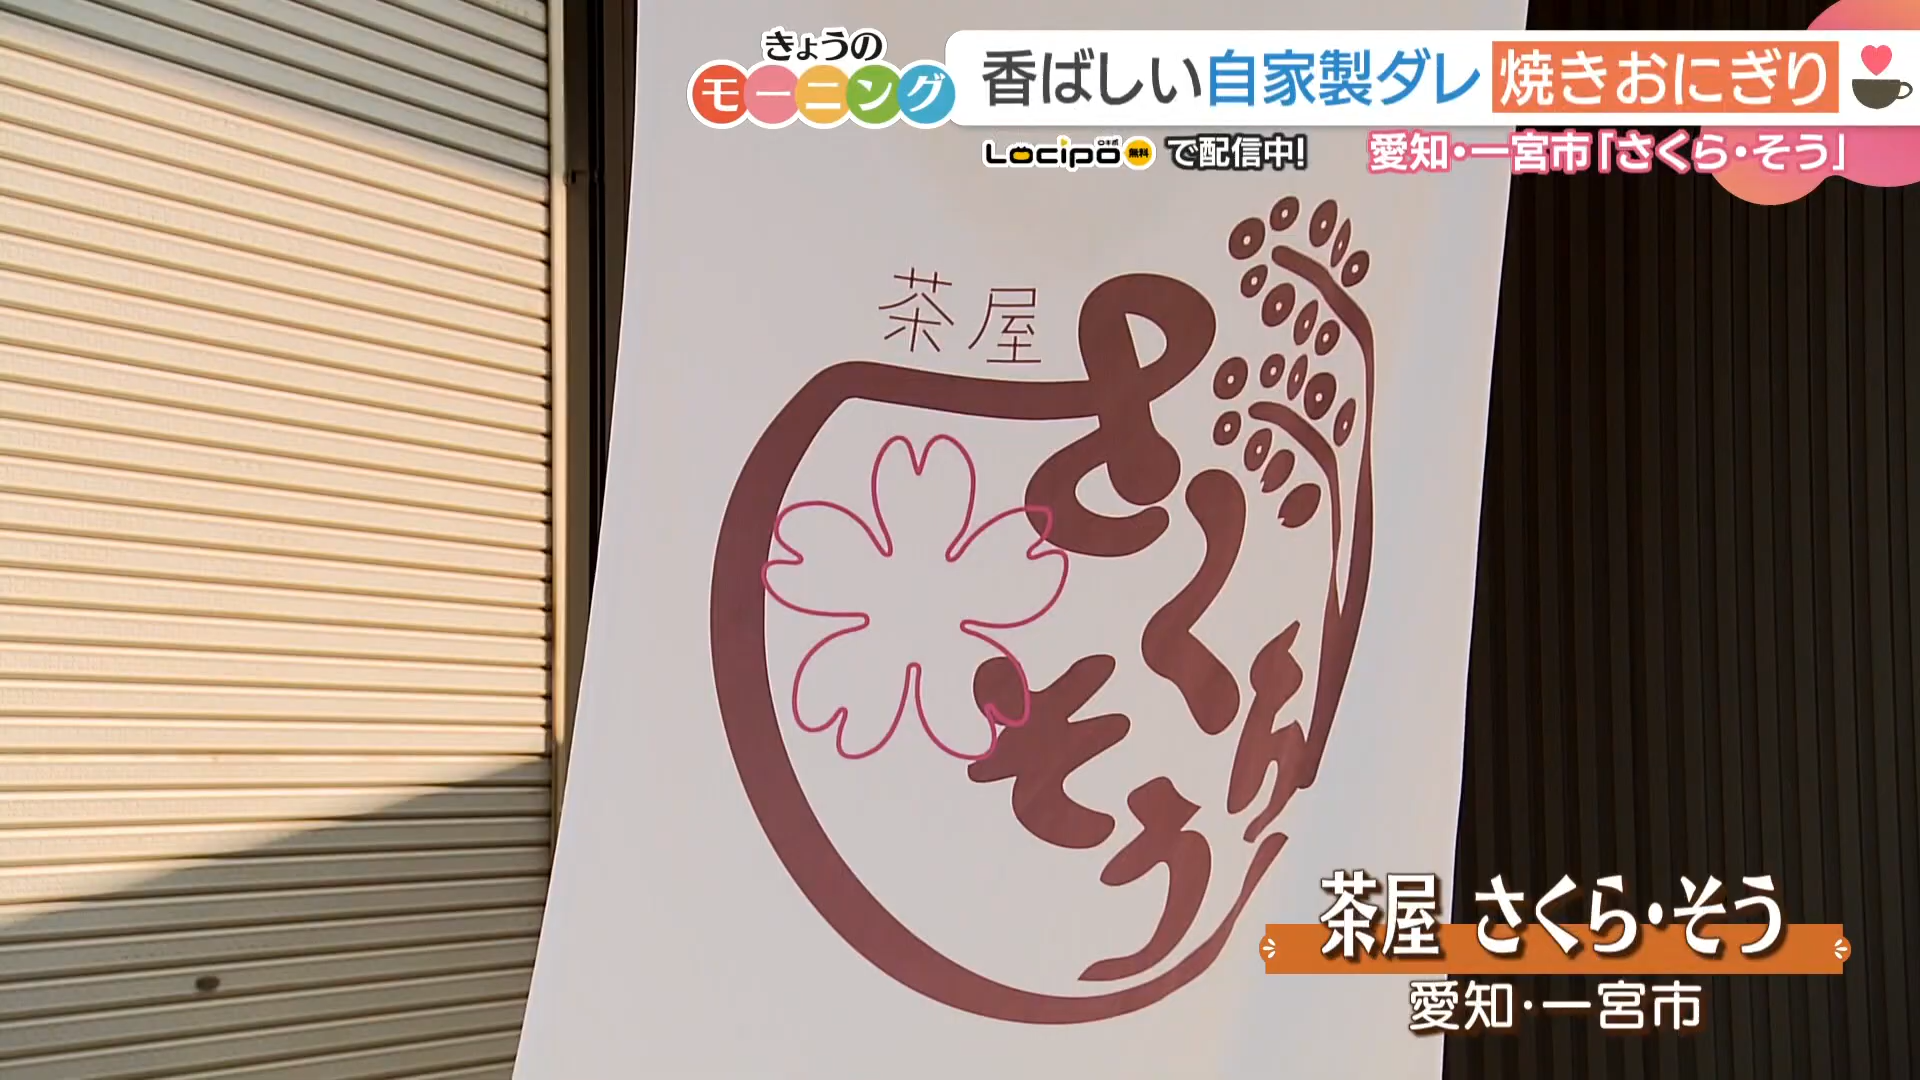 きょうの
モーニング
香ばしい自家製ダレ 焼きおにぎり
Locipo ロキポ 無料 で配信中!
愛知・一宮市「さくら・そう」
茶屋
さくら
そう
茶屋 さくら・そう
愛知・一宮市